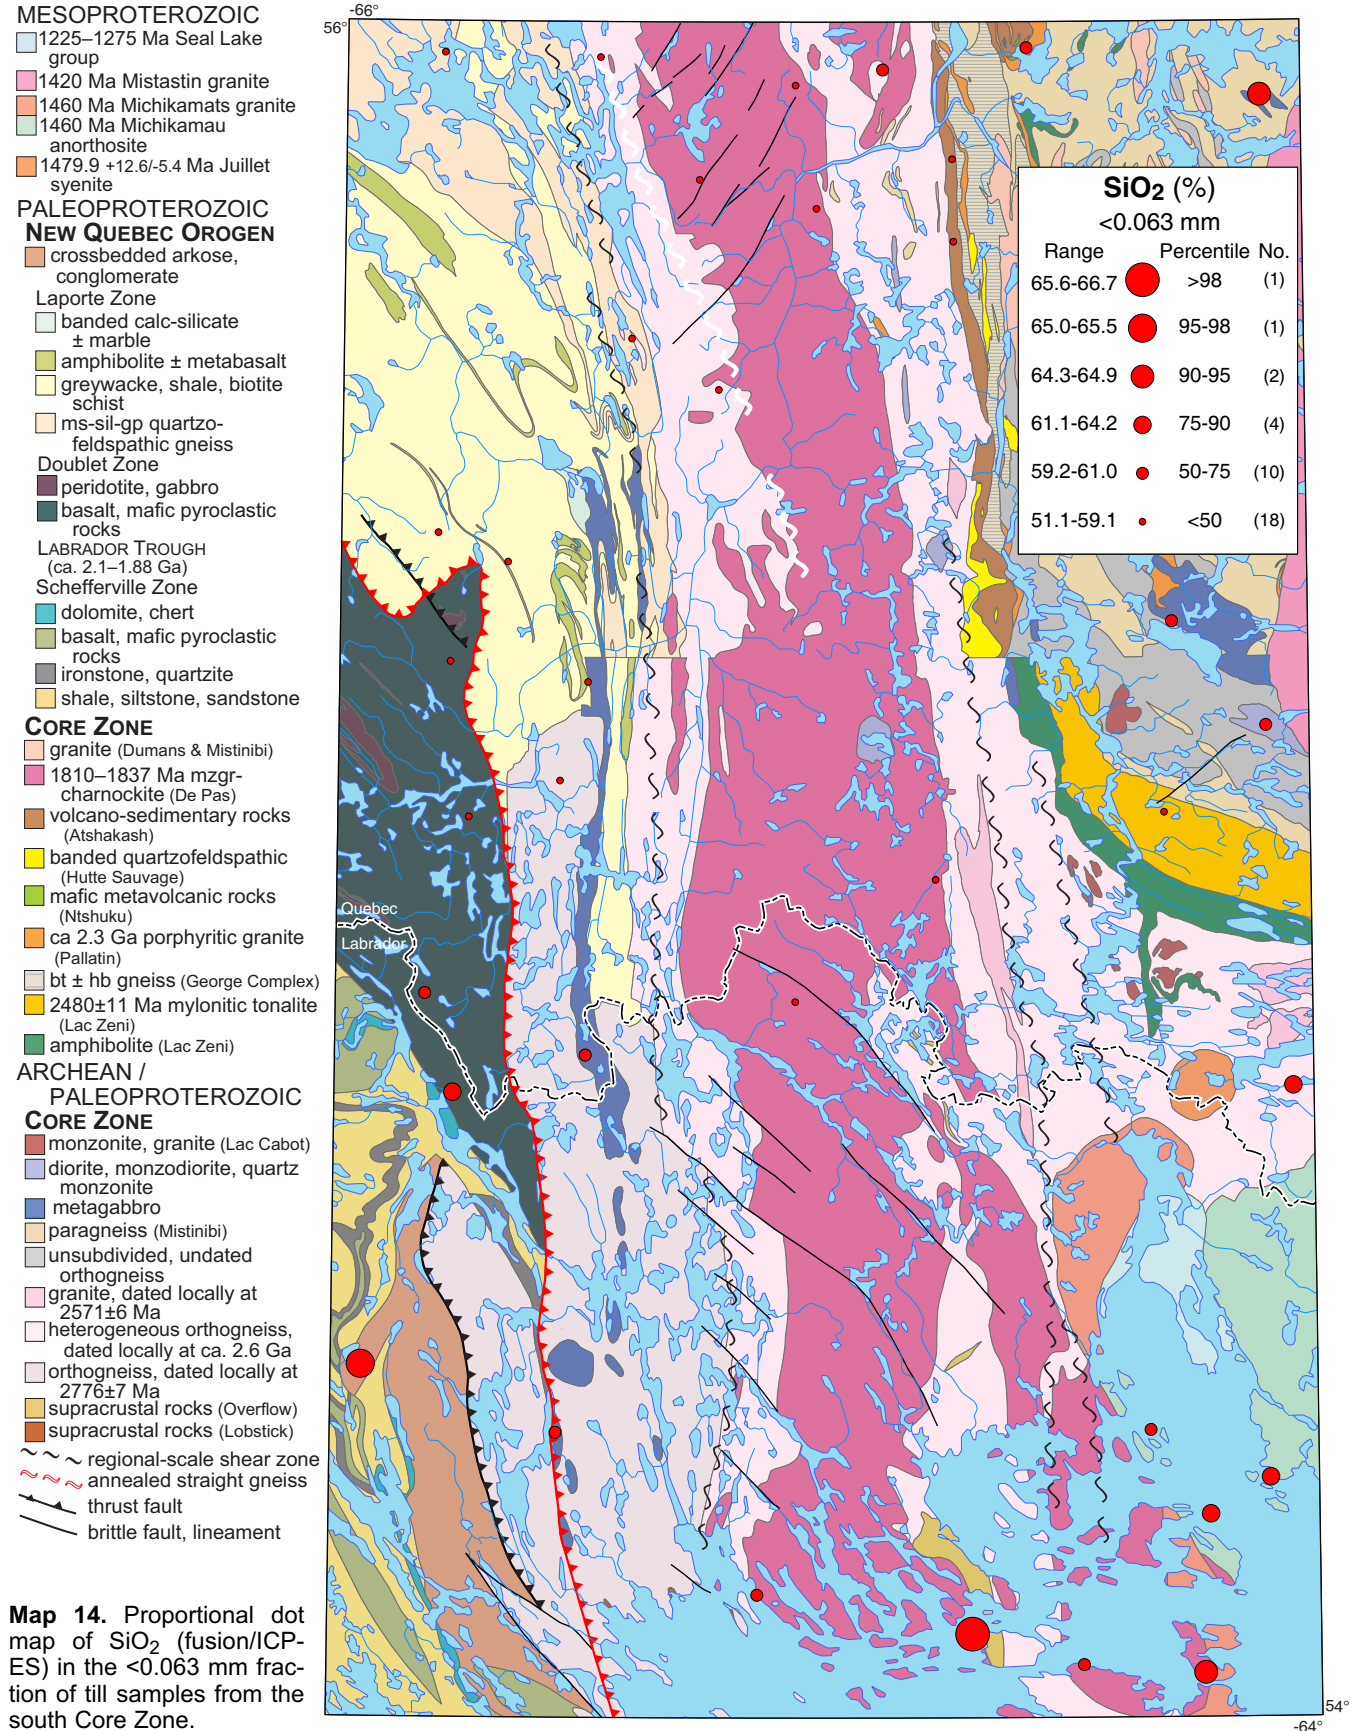 MESOPROTEROZOIC
1225–1275 Ma Seal Lake
group
1420 Ma Mistastin granite
1460 Ma Michikamats granite
1460 Ma Michikamau
anorthosite
1479.9 +12.6/-5.4 Ma Juillet
syenite
PALEOPROTEROZOIC
NEW QUEBEC OROGEN
crossbedded arkose,
conglomerate
Laporte Zone
banded calc-silicate
± marble
amphibolite ± metabasalt
greywacke, shale, biotite
schist
ms-sil-gp quartzo-
feldspathic gneiss
Doublet Zone
peridotite, gabbro
basalt, mafic pyroclastic
rocks
LABRADOR TROUGH
(ca. 2.1–1.88 Ga)
Schefferville Zone
dolomite, chert
basalt, mafic pyroclastic
rocks
ironstone, quartzite
shale, siltstone, sandstone
CORE ZONE
granite (Dumans & Mistinibi)
1810–1837 Ma mzgr-
charnockite (De Pas)
volcano-sedimentary rocks
(Atshakash)
banded quartzofeldspathic
(Hutte Sauvage)
mafic metavolcanic rocks
(Ntshuku)
ca 2.3 Ga porphyritic granite
(Pallatin)
bt ± hb gneiss (George Complex)
2480±11 Ma mylonitic tonalite
(Lac Zeni)
amphibolite (Lac Zeni)
ARCHEAN /
PALEOPROTEROZOIC
CORE ZONE
monzonite, granite (Lac Cabot)
diorite, monzodiorite, quartz
monzonite
metagabbro
paragneiss (Mistinibi)
unsubdivided, undated
orthogneiss
granite, dated locally at
2571±6 Ma
heterogeneous orthogneiss,
dated locally at ca. 2.6 Ga
orthogneiss, dated locally at
2776±7 Ma
supracrustal rocks (Overflow)
supracrustal rocks (Lobstick)
regional-scale shear zone
annealed straight gneiss
thrust fault
brittle fault, lineament
Map 14. Proportional dot
map of SiO2 (fusion/ICP-
ES) in the <0.063 mm frac-
tion of till samples from the
south Core Zone.
-66°
56°
SiO2 (%)
<0.063 mm
Range Percentile No.
65.6-66.7 >98 (1)
65.0-65.5 95-98 (1)
64.3-64.9 90-95 (2)
61.1-64.2 75-90 (4)
59.2-61.0 50-75 (10)
51.1-59.1 <50 (18)
Quebec
Labrador
54°
-64°